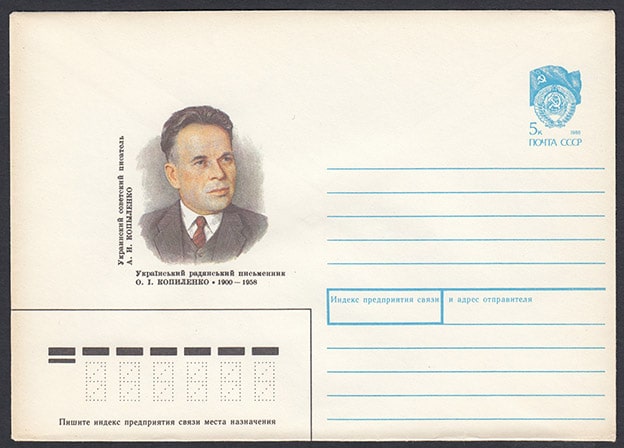 Украинский советский писатель
А. И. КОПЫЛЕНКО
Український радянський письменник
О. І. КОПИЛЕНКО • 1900 — 1958
5к
1988
ПОЧТА СССР
Индекс предприятия связи и адрес отправителя
Пишите индекс предприятия связи места назначения